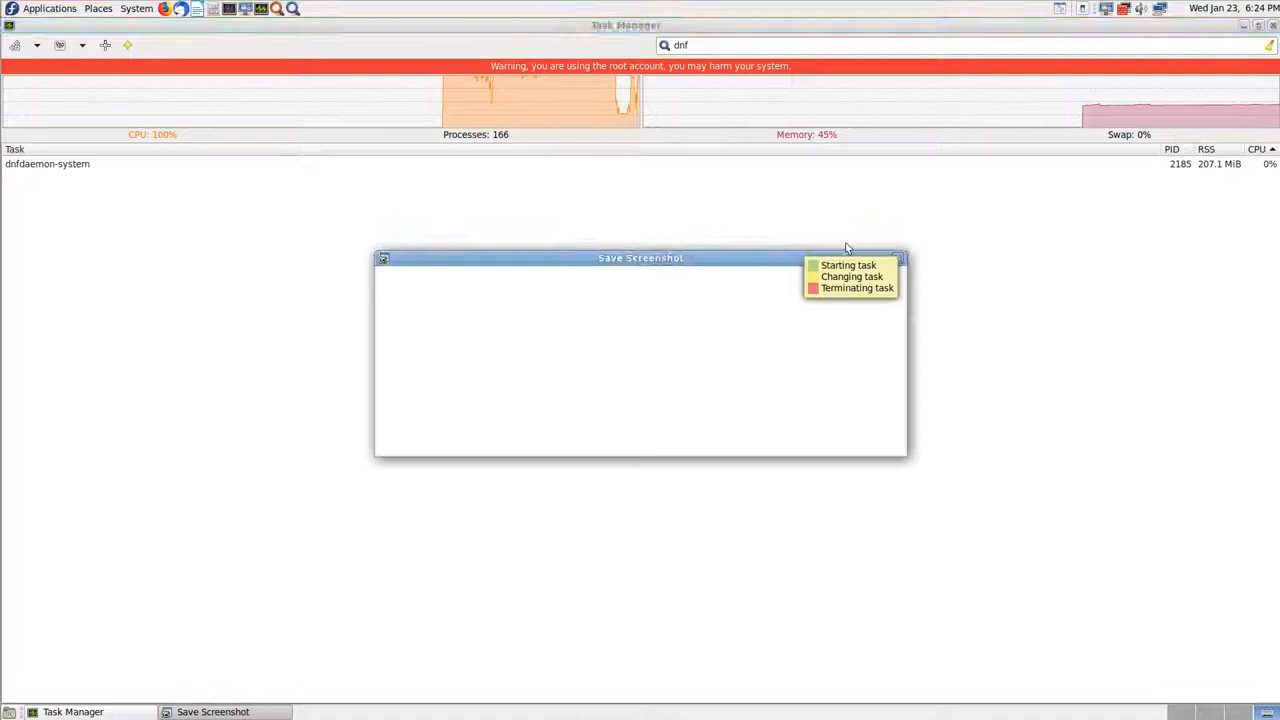 Applications Places System Wed Jan 23, 6:24 PM
Task Manager
dnf
Warning, you are using the root account, you may harm your system.
CPU: 100% Processes: 166 Memory: 45% Swap: 0%
Task PID RSS CPU
dnfdaemon-system 2185 207.1 MiB 0%
Save Screenshot
Starting task
Changing task
Terminating task
Task Manager Save Screenshot